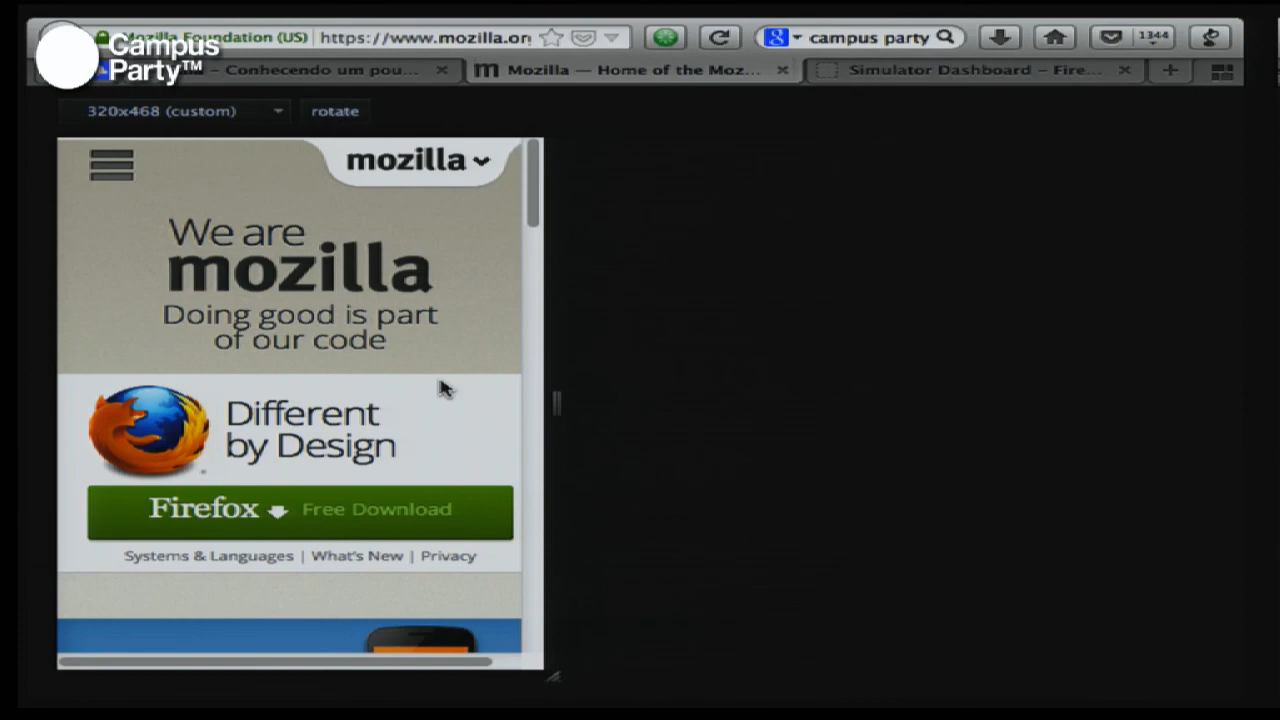 Campus
Party™
Mozilla Foundation (US) https://www.mozilla.or campus party 1344
– Conhecendo um pou... Mozilla — Home of the Moz... Simulator Dashboard – Fire...
320x468 (custom) rotate
mozilla
We are
mozilla
Doing good is part
of our code
Different
by Design
Firefox Free Download
Systems & Languages | What's New | Privacy